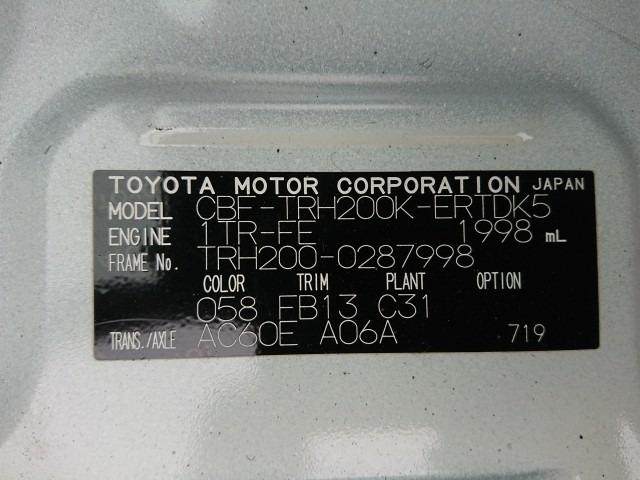 TOYOTA MOTOR CORPORATION JAPAN
MODEL CBF-TRH200K-ERTDK5
ENGINE 1TR-FE 1998 mL
FRAME No. TRH200-0287998
COLOR TRIM PLANT OPTION
058 FB13 C31
TRANS./AXLE AC60E A06A 719